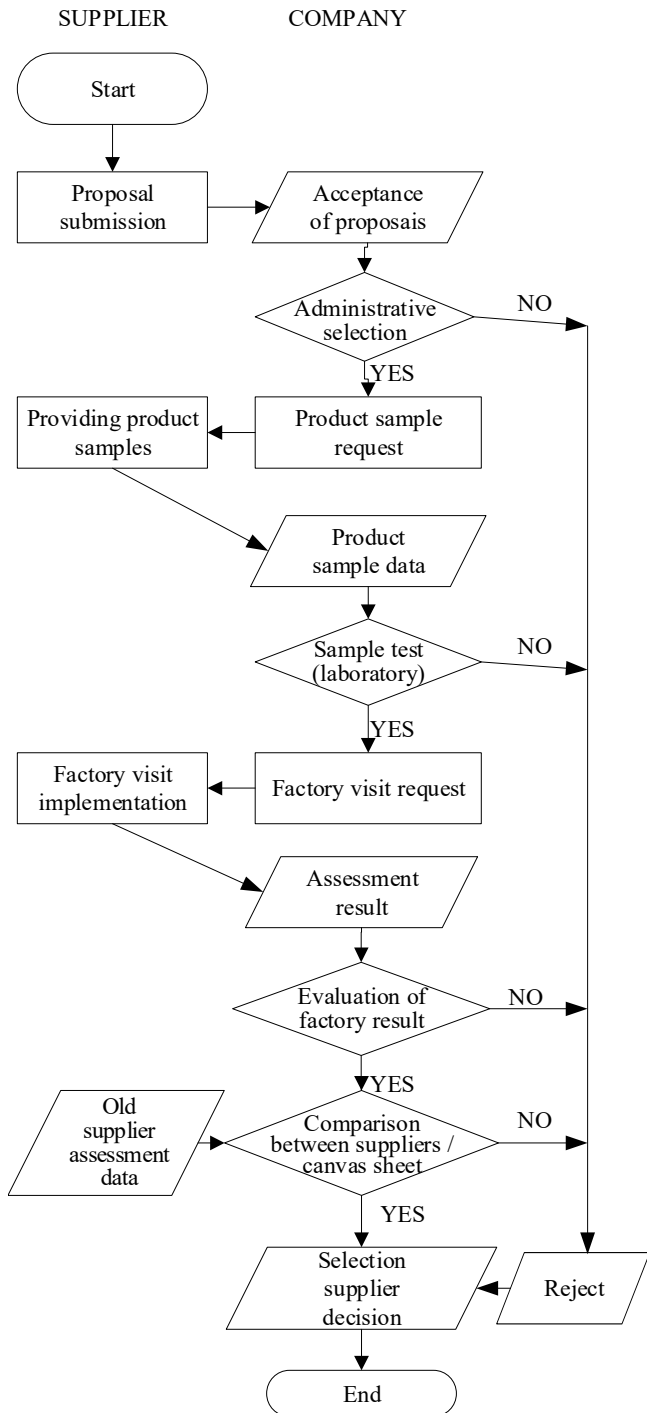 SUPPLIER
COMPANY
Start
Proposal
submission
Acceptance
of proposais
Administrative
selection
NO
YES
Providing product
samples
Product sample
request
Product
sample data
Sample test
(laboratory)
NO
YES
Factory visit
implementation
Factory visit request
Assessment
result
Evaluation of
factory result
NO
YES
Old
supplier
assessment
data
Comparison
between suppliers /
canvas sheet
NO
YES
Selection
supplier
decision
Reject
End